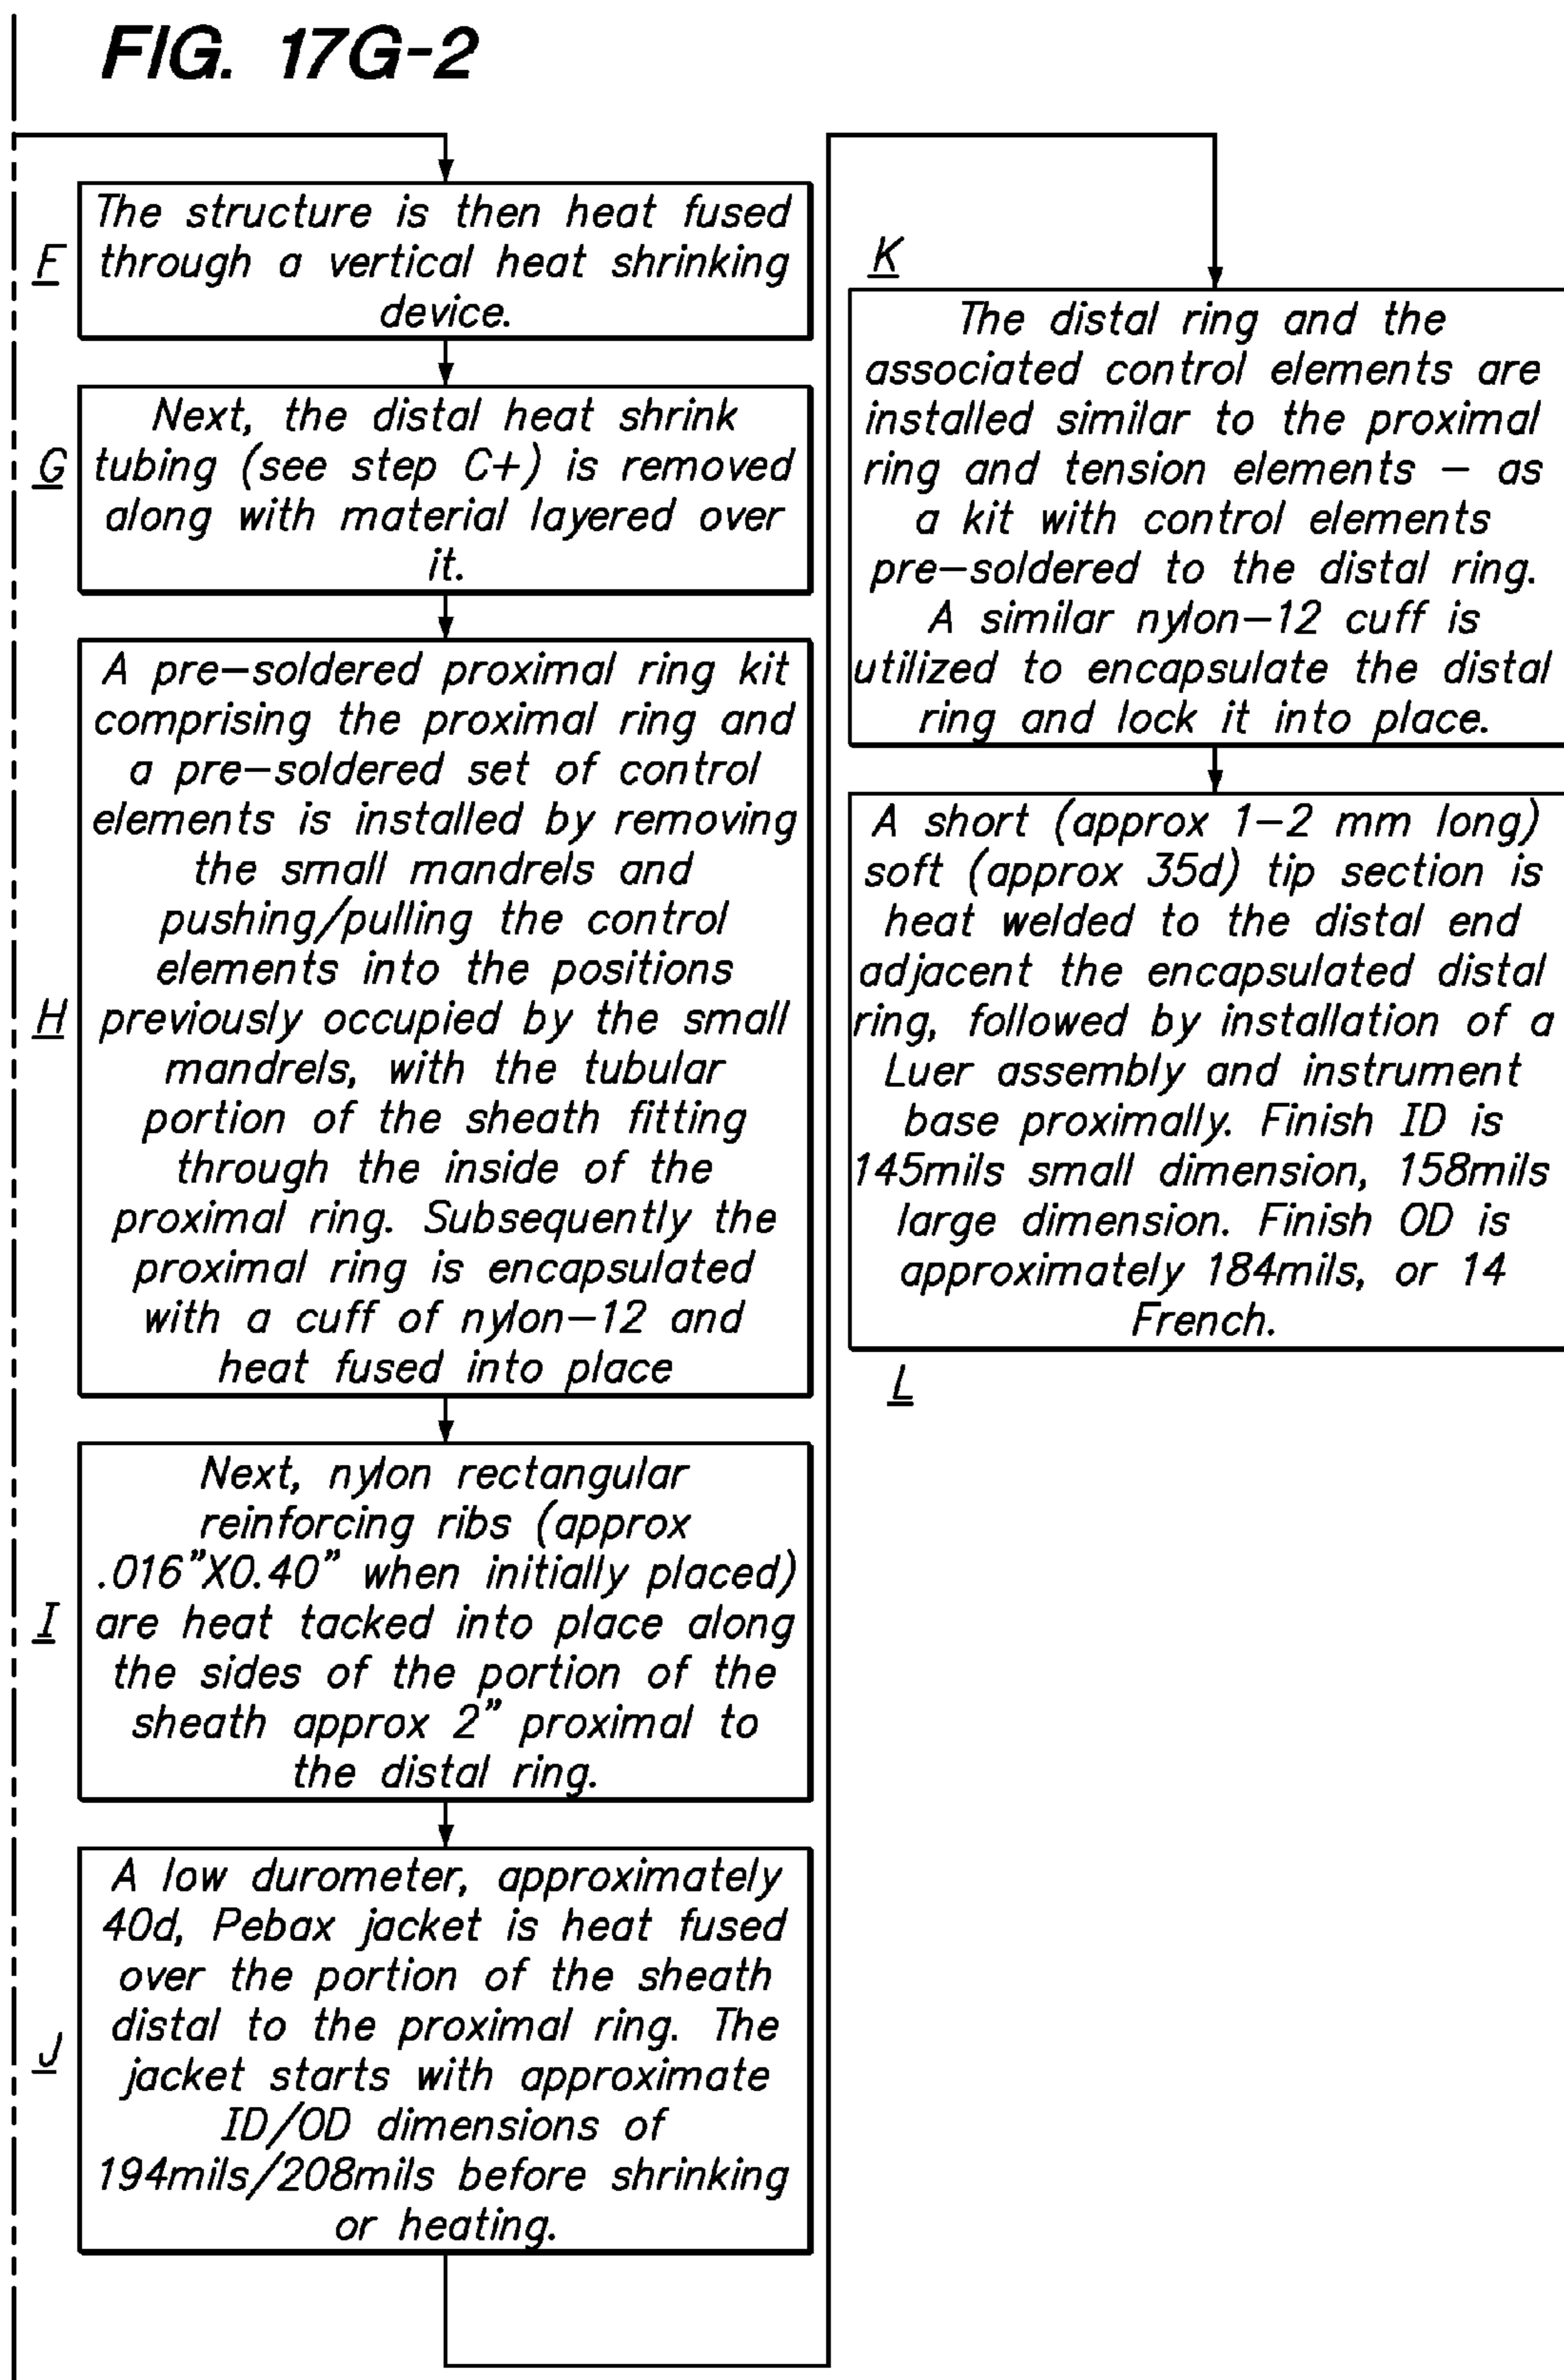 FIG. 17G-2
F
The structure is then heat fused
through a vertical heat shrinking
device.
G
Next, the distal heat shrink
tubing (see step C+) is removed
along with material layered over
it.
H
A pre-soldered proximal ring kit
comprising the proximal ring and
a pre-soldered set of control
elements is installed by removing
the small mandrels and
pushing/pulling the control
elements into the positions
previously occupied by the small
mandrels, with the tubular
portion of the sheath fitting
through the inside of the
proximal ring. Subsequently the
proximal ring is encapsulated
with a cuff of nylon-12 and
heat fused into place
I
Next, nylon rectangular
reinforcing ribs (approx
.016"X0.40" when initially placed)
are heat tacked into place along
the sides of the portion of the
sheath approx 2" proximal to
the distal ring.
J
A low durometer, approximately
40d, Pebax jacket is heat fused
over the portion of the sheath
distal to the proximal ring. The
jacket starts with approximate
ID/OD dimensions of
194mils/208mils before shrinking
or heating.
K
The distal ring and the
associated control elements are
installed similar to the proximal
ring and tension elements - as
a kit with control elements
pre-soldered to the distal ring.
A similar nylon-12 cuff is
utilized to encapsulate the distal
ring and lock it into place.
A short (approx 1-2 mm long)
soft (approx 35d) tip section is
heat welded to the distal end
adjacent the encapsulated distal
ring, followed by installation of a
Luer assembly and instrument
base proximally. Finish ID is
145mils small dimension, 158mils
large dimension. Finish OD is
approximately 184mils, or 14
French.
L